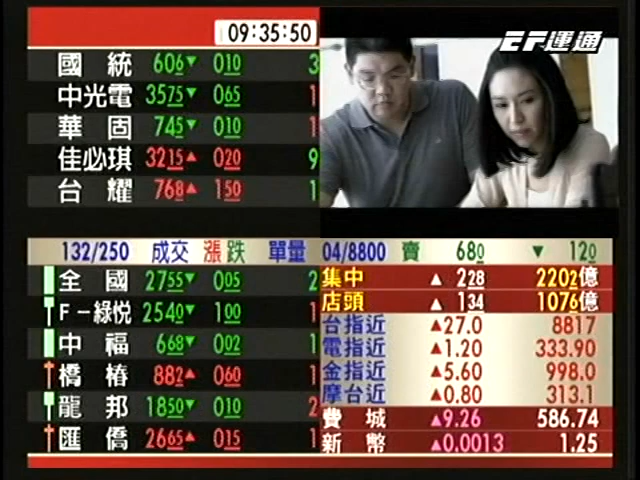 09:35:50
EF運通
國統 606▼ 010 3
中光電 3575▼ 065 1
華固 745▼ 010 1
佳必琪 3215▲ 020 9
台耀 768▲ 150 1
132/250 成交 漲跌 單量 04/8800 賣 680 ▼ 120
全國 2755▼ 005 2
F－綠悅 2540▼ 100 1
中福 668▼ 002 1
橋椿 882▲ 060 1
龍邦 1850▼ 010 2
匯僑 2665▲ 015 1
集中 ▲ 228 2202億
店頭 ▲ 134 1076億
台指近 ▲27.0 8817
電指近 ▲1.20 333.90
金指近 ▲5.60 998.0
摩台近 ▲0.80 313.1
費城 ▲9.26 586.74
新幣 ▲0.0013 1.25